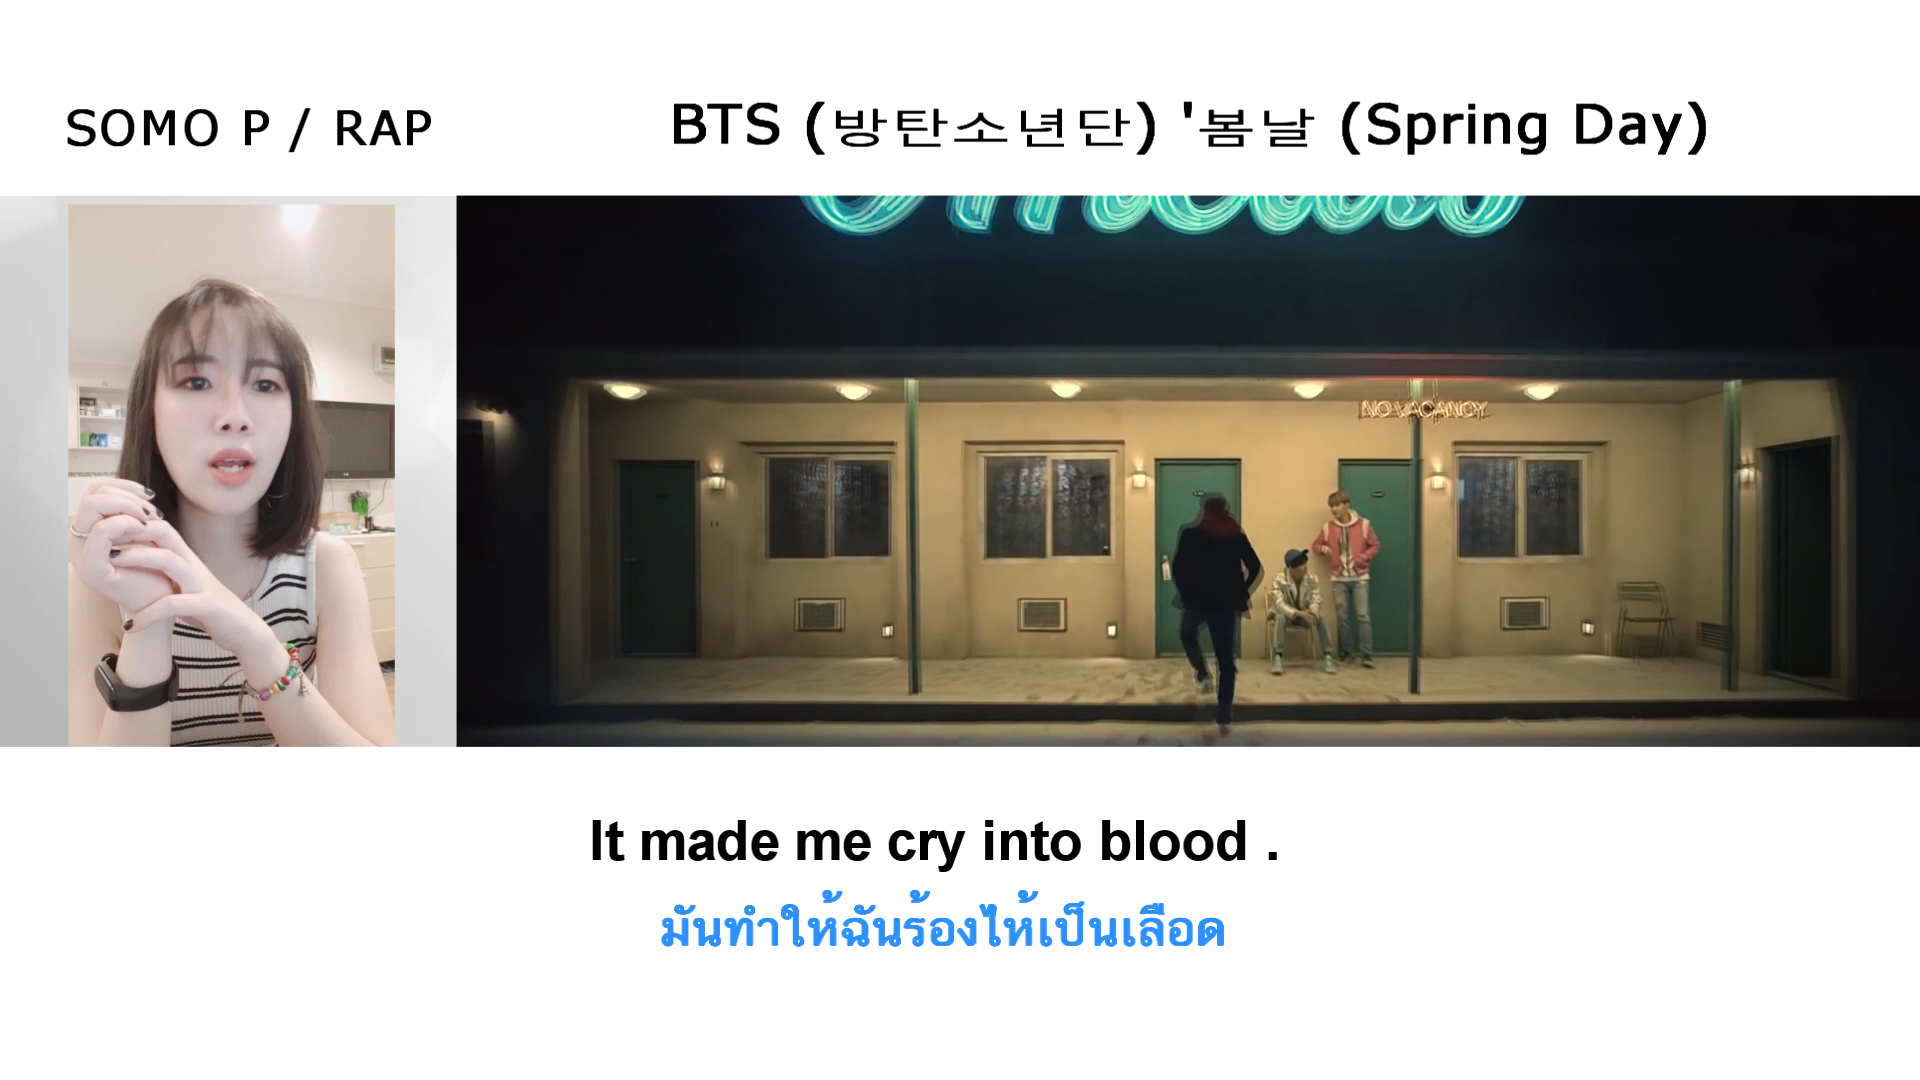 SOMO P / RAP
BTS (방탄소년단) '봄날 (Spring Day)
NO VACANCY
It made me cry into blood .
มันทำให้ฉันร้องไห้เป็นเลือด